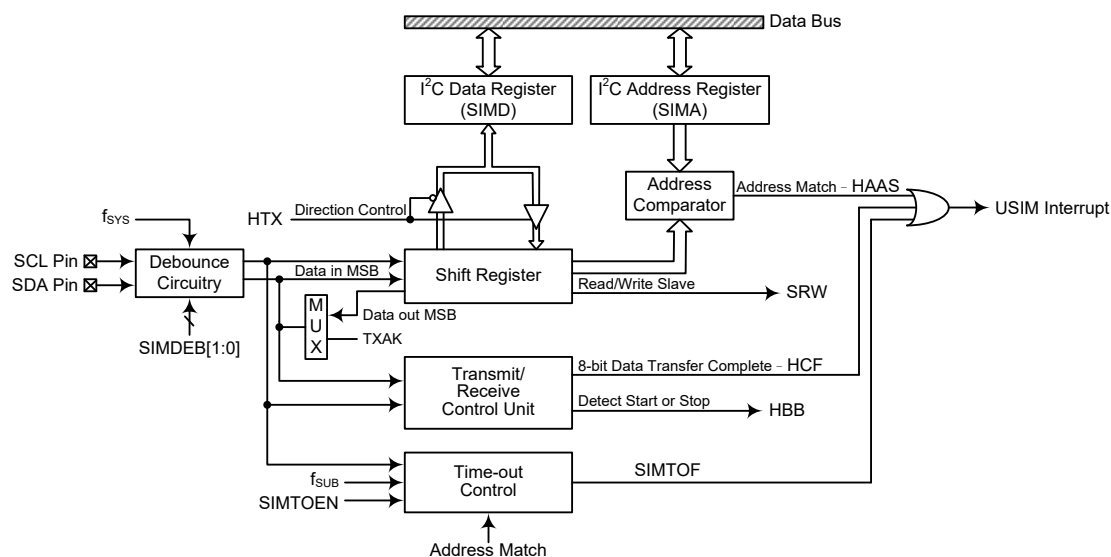 Data Bus
I²C Data Register
(SIMD)
I²C Address Register
(SIMA)
Address
Comparator
Address Match – HAAS
USIM Interrupt
HTX
Direction Control
fSYS
SCL Pin
SDA Pin
Debounce
Circuitry
SIMDEB[1:0]
Data in MSB
Shift Register
Read/Write Slave
SRW
M
U
X
Data out MSB
TXAK
Transmit/
Receive
Control Unit
8-bit Data Transfer Complete – HCF
Detect Start or Stop
HBB
Time-out
Control
SIMTOF
fSUB
SIMTOEN
Address Match